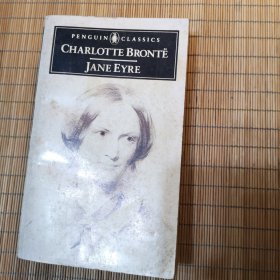 PENGUIN CLASSICS
CHARLOTTE BRONTË
JANE EYRE